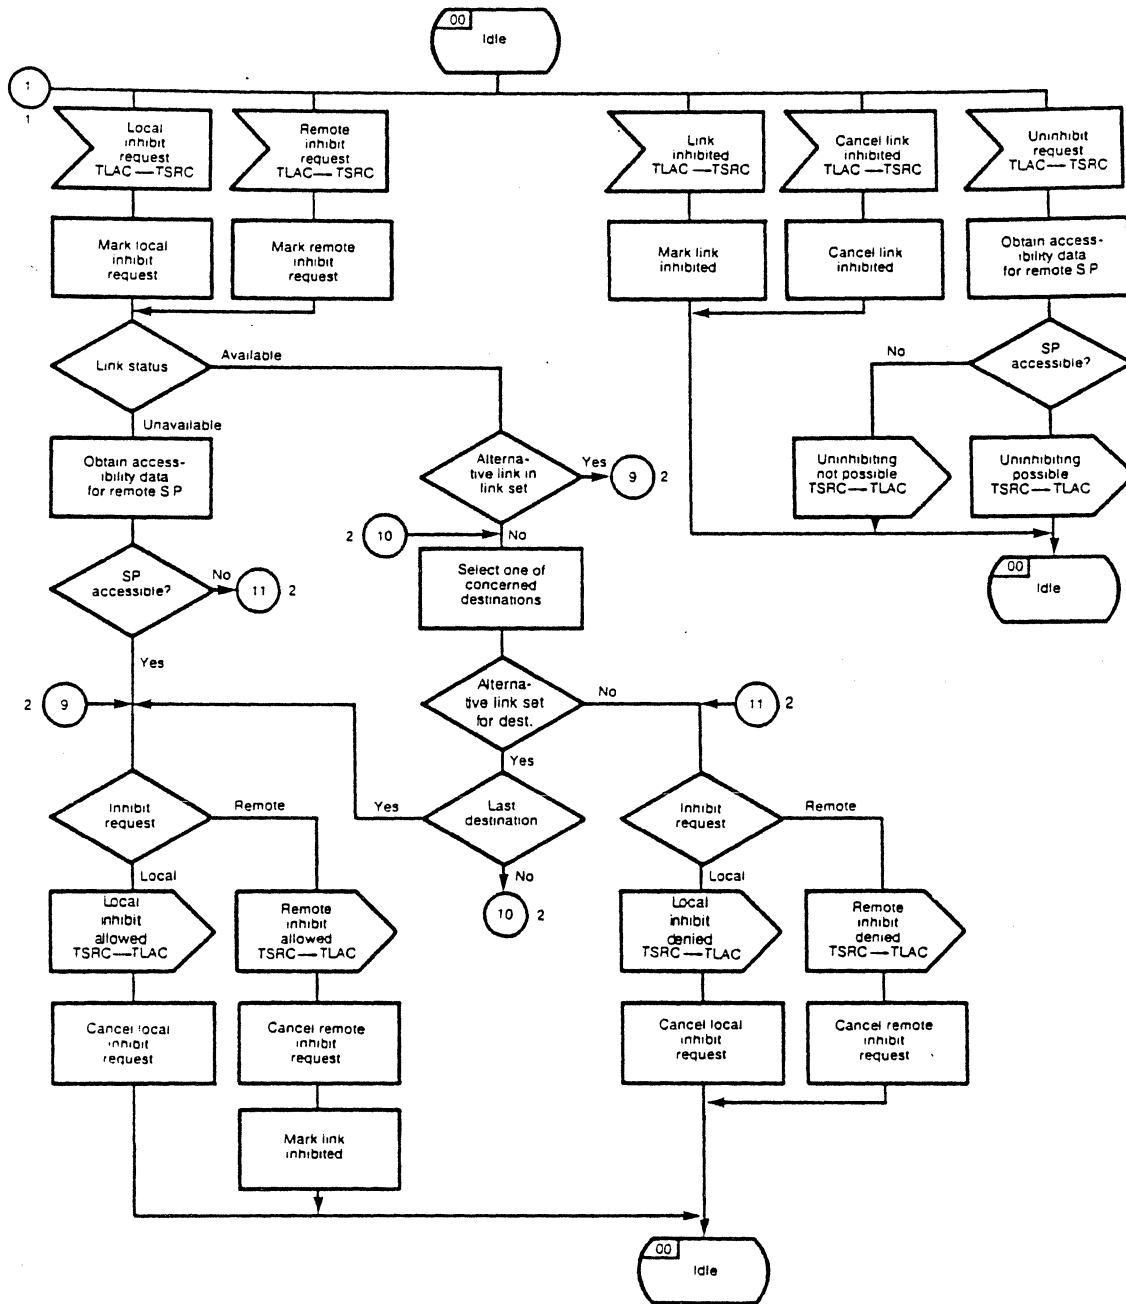 00
Idle
1
1
Local
inhibit
request
TLAC → TSRC
Remote
inhibit
request
TLAC → TSRC
Link
inhibited
TLAC → TSRC
Cancel link
inhibited
TLAC → TSRC
Uninhibit
request
TLAC → TSRC
Mark local
inhibit
request
Mark remote
inhibit
request
Mark link
inhibited
Cancel link
inhibited
Obtain access-
ibility data
for remote SP
Link status
Available
Unavailable
No
SP
accessible?
Obtain access-
ibility data
for remote SP
Alterna-
tive link in
link set
Yes
9
2
Uninhibiting
not possible
TSRC → TLAC
Uninhibiting
possible
TSRC → TLAC
2
10
No
SP
accessible?
No
11
2
Select one of
concerned
destinations
00
Idle
Yes
2
9
Alterna-
tive link set
for dest.
No
11
2
Yes
Inhibit
request
Remote
Local
Yes
Last
destination
No
10
2
Inhibit
request
Remote
Local
Local
inhibit
allowed
TSRC → TLAC
Remote
inhibit
allowed
TSRC → TLAC
Local
inhibit
denied
TSRC → TLAC
Remote
inhibit
denied
TSRC → TLAC
Cancel local
inhibit
request
Cancel remote
inhibit
request
Cancel local
inhibit
request
Cancel remote
inhibit
request
Mark link
inhibited
00
Idle